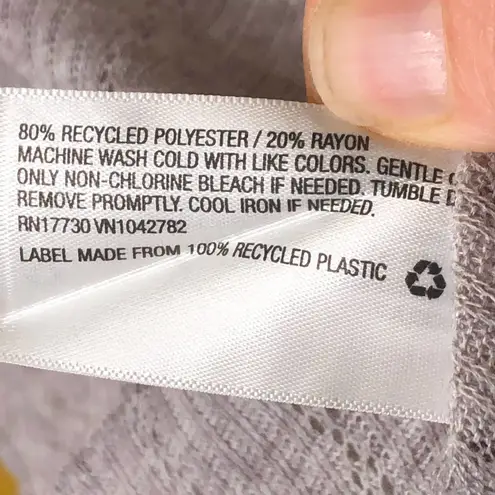 80% RECYCLED POLYESTER / 20% RAYON
MACHINE WASH COLD WITH LIKE COLORS. GENTLE
ONLY NON-CHLORINE BLEACH IF NEEDED. TUMBLE
REMOVE PROMPTLY. COOL IRON IF NEEDED.
RN17730 VN1042782
LABEL MADE FROM 100% RECYCLED PLASTIC